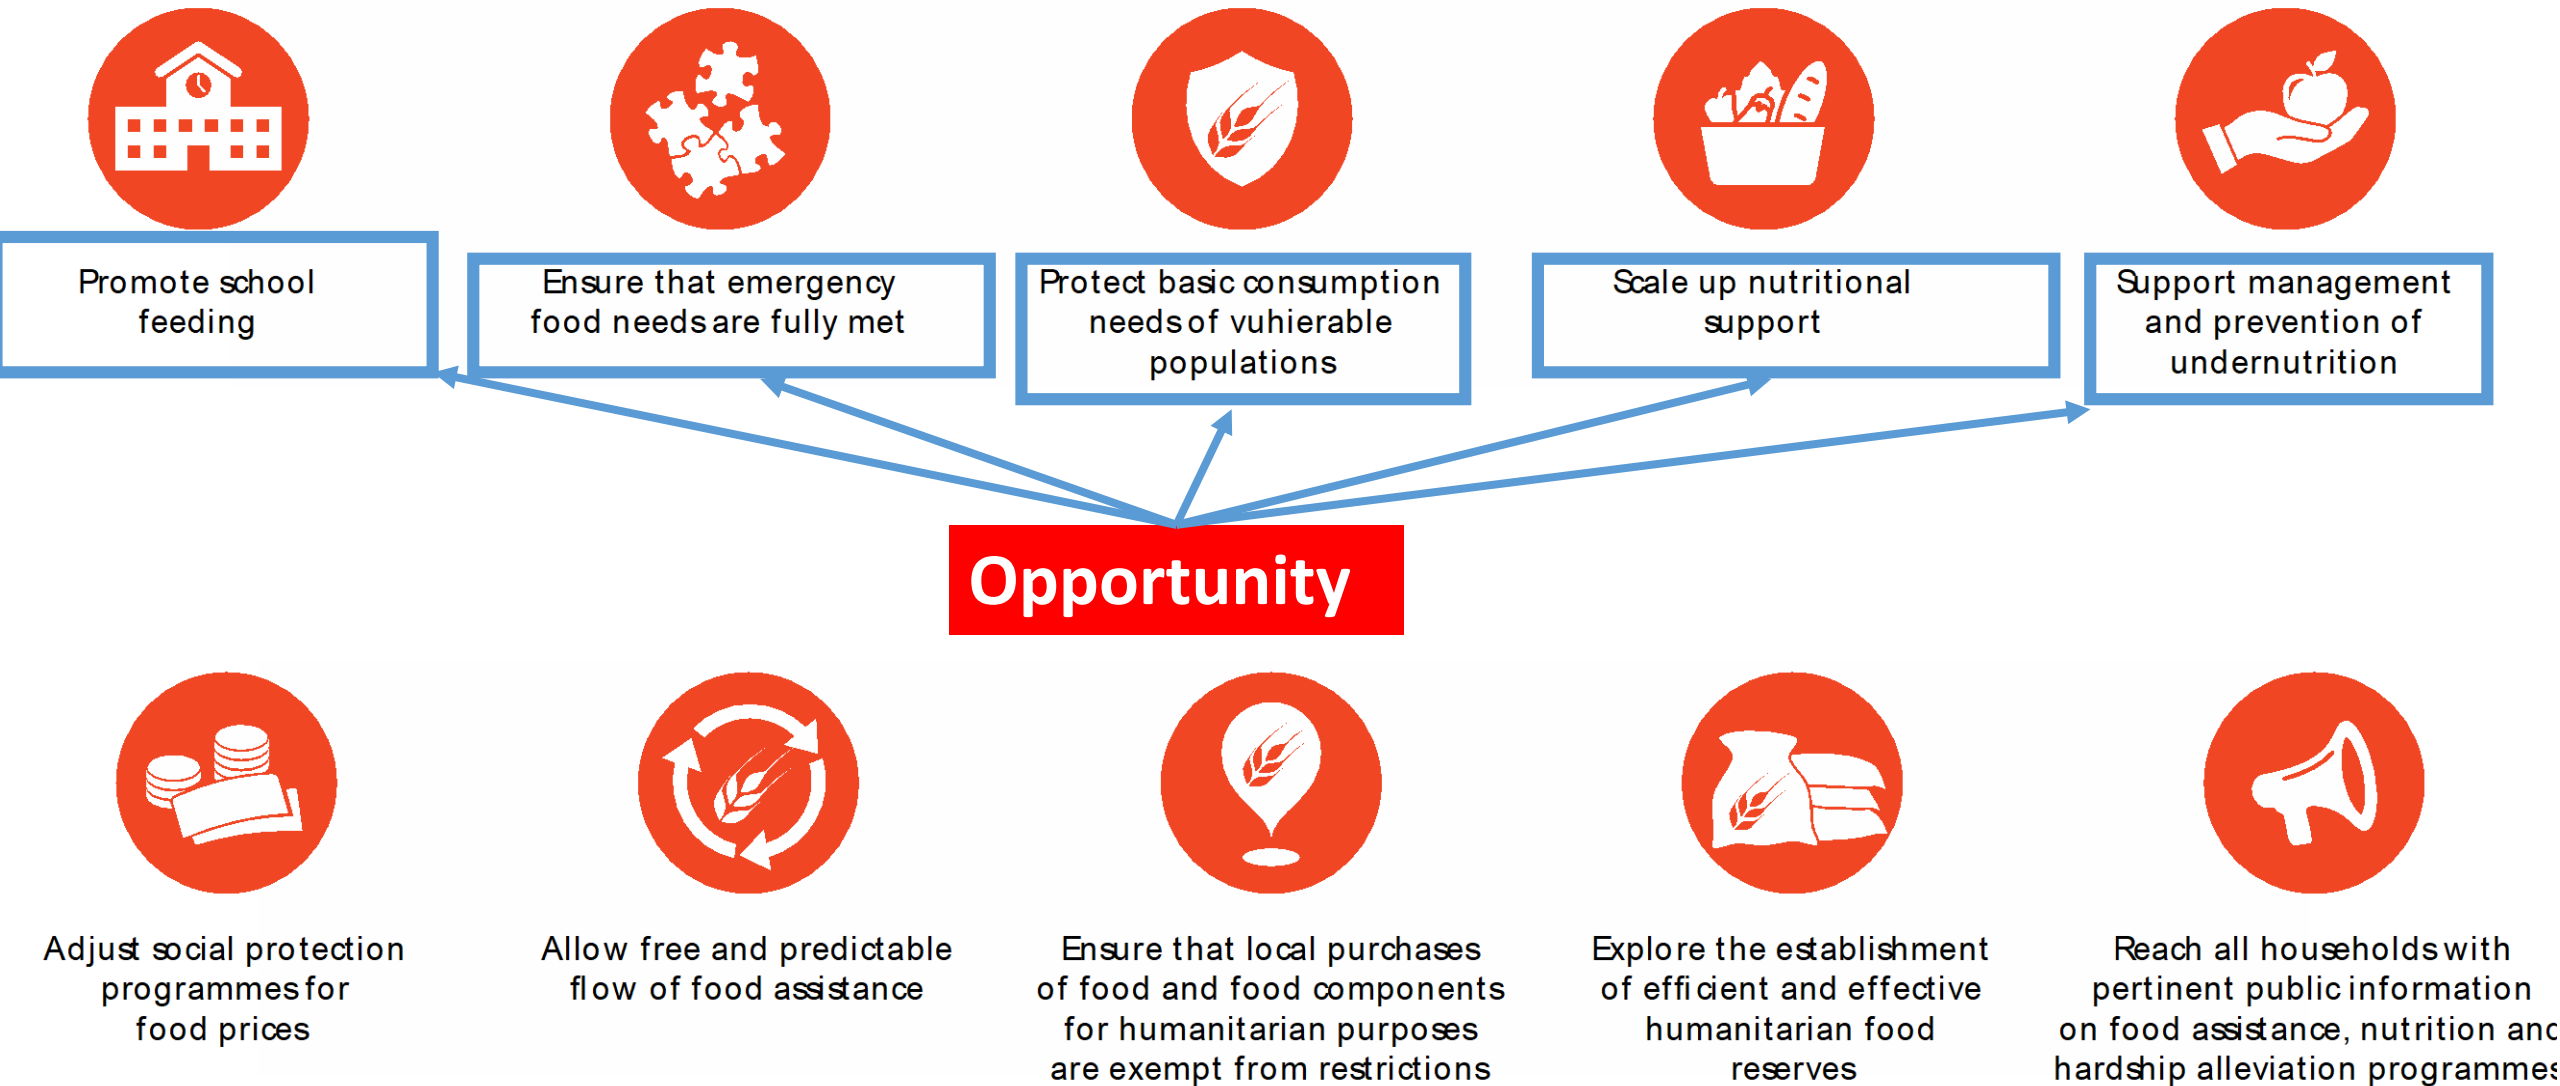 Promote school
feeding
Ensure that emergency
food needs are fully met
Protect basic consumption
needs of vuhierable
populations
Scale up nutritional
support
Support management
and prevention of
undernutrition
Opportunity
Adjust social protection
programmes for
food prices
Allow free and predictable
flow of food assistance
Ensure that local purchases
of food and food components
for humanitarian purposes
are exempt from restrictions
Explore the establishment
of efficient and effective
humanitarian food
reserves
Reach all households with
pertinent public information
on food assistance, nutrition and
hardship alleviation programmes